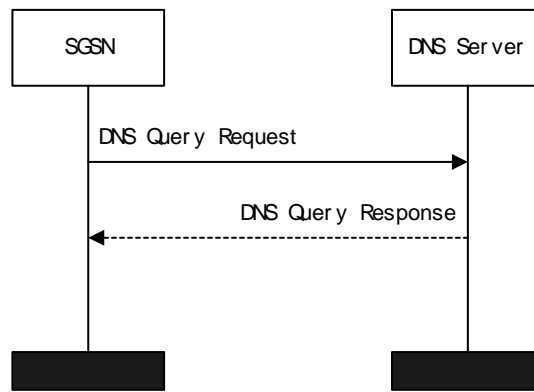 SGSN
DNS Server
DNS Query Request
DNS Query Response